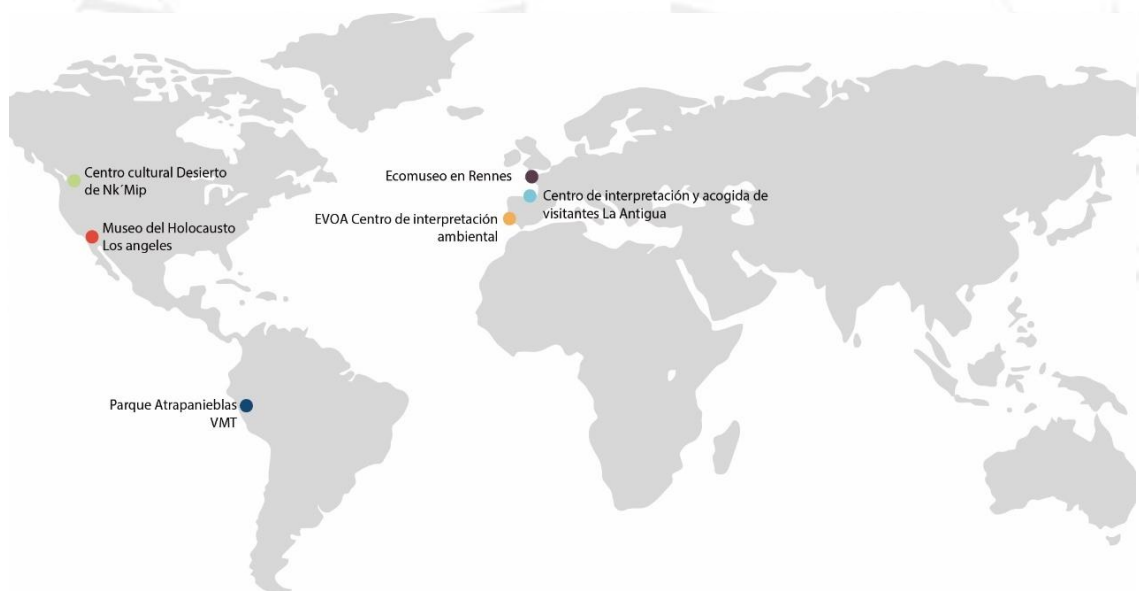 Centro cultural Desierto
de Nk´Mip
Museo del Holocausto
Los angeles
Ecomuseo en Rennes
Centro de interpretación y acogida de
visitantes La Antigua
EVOA Centro de interpretación
ambiental
Parque Atrapanieblas
VMT